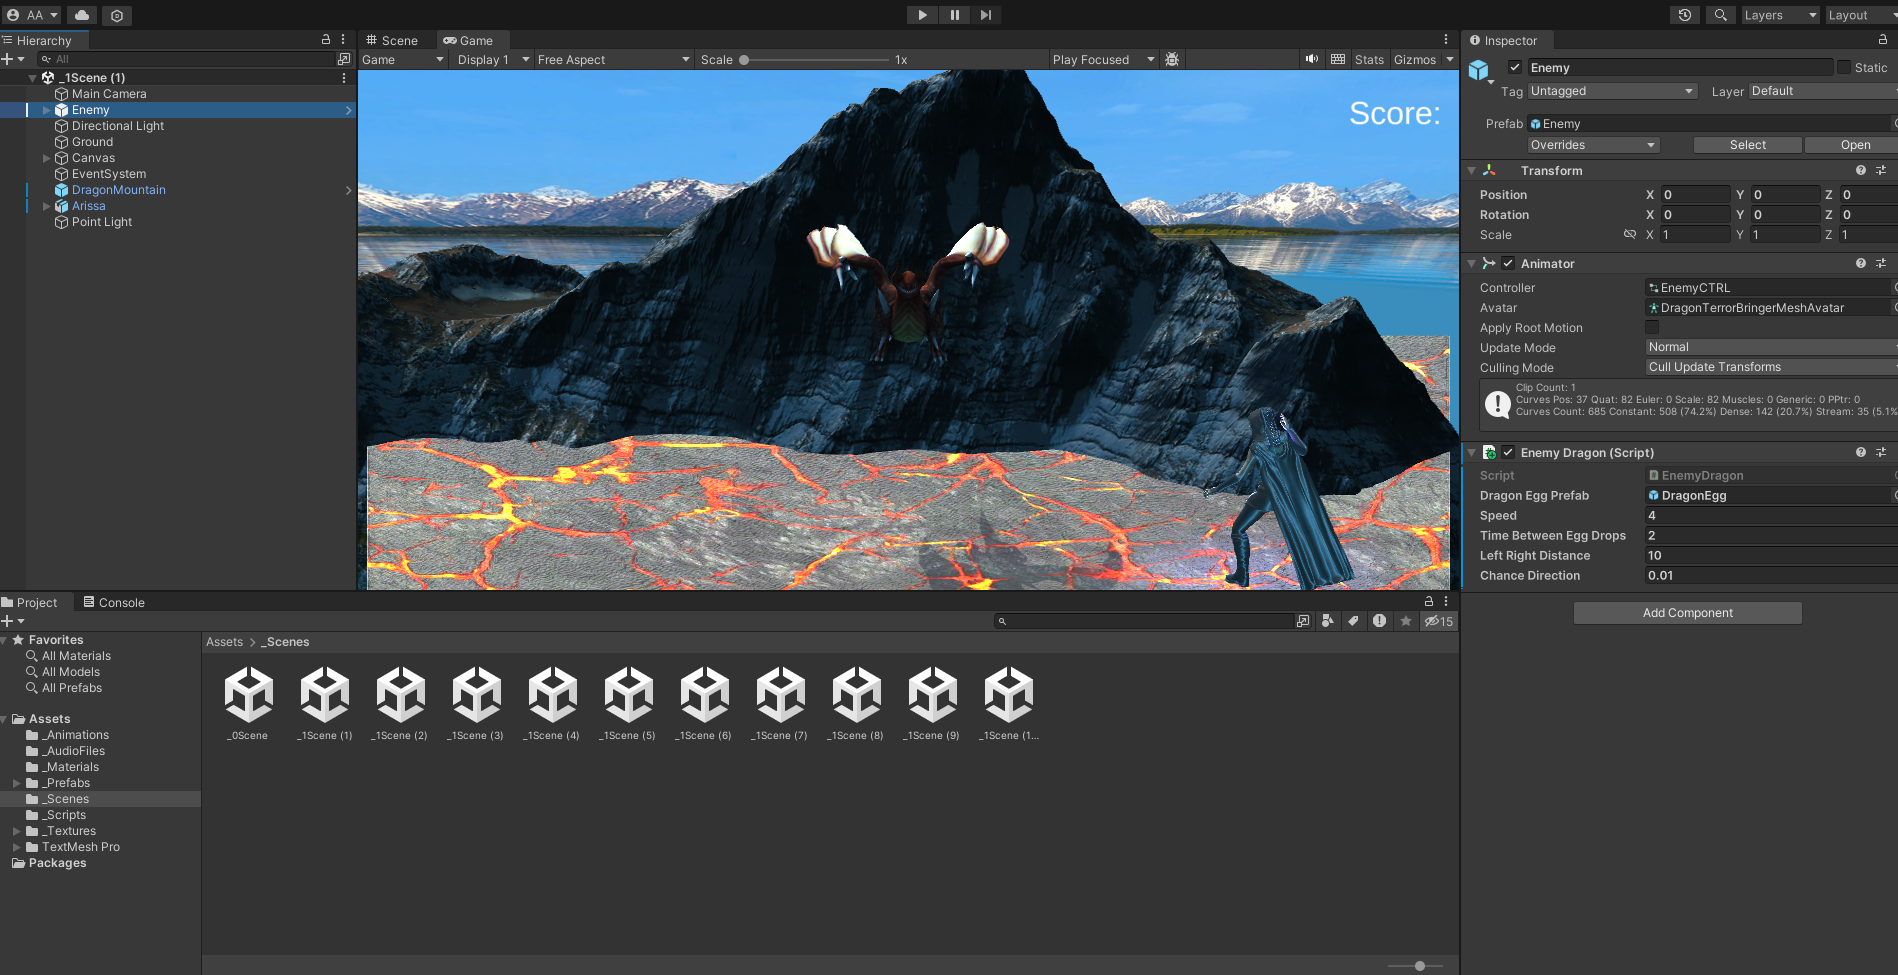 AA
Layers
Layout
Hierarchy
All
_1Scene (1)
Main Camera
Enemy
Directional Light
Ground
Canvas
EventSystem
DragonMountain
Arissa
Point Light
Scene
Game
Game
Display 1
Free Aspect
Scale
1x
Play Focused
Stats
Gizmos
Score:
Inspector
Enemy
Static
Tag
Untagged
Layer
Default
Prefab
Enemy
Overrides
Select
Open
Transform
Position X 0 Y 0 Z 0
Rotation X 0 Y 0 Z 0
Scale X 1 Y 1 Z 1
Animator
Controller EnemyCTRL
Avatar DragonTerrorBringerMeshAvatar
Apply Root Motion
Update Mode Normal
Culling Mode Cull Update Transforms
Clip Count: 1
Curves Pos: 37 Quat: 82 Euler: 0 Scale: 82 Muscles: 0 Generic: 0 PPtr: 0
Curves Count: 685 Constant: 508 (74.2%) Dense: 142 (20.7%) Stream: 35 (5.1%
Enemy Dragon (Script)
Script EnemyDragon
Dragon Egg Prefab DragonEgg
Speed 4
Time Between Egg Drops 2
Left Right Distance 10
Chance Direction 0.01
Add Component
Project
Console
15
Favorites
All Materials
All Models
All Prefabs
Assets
_Animations
_AudioFiles
_Materials
_Prefabs
_Scenes
_Scripts
_Textures
TextMesh Pro
Packages
Assets > _Scenes
_0Scene
_1Scene (1)
_1Scene (2)
_1Scene (3)
_1Scene (4)
_1Scene (5)
_1Scene (6)
_1Scene (7)
_1Scene (8)
_1Scene (9)
_1Scene (1...